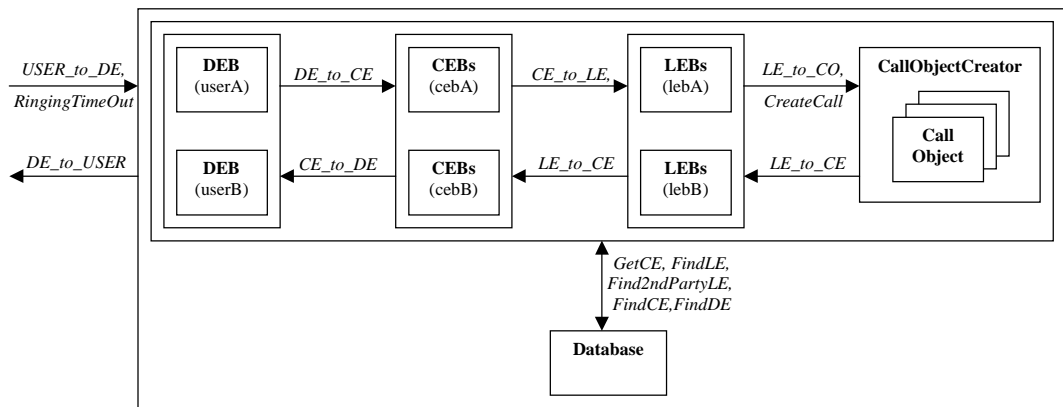 USER_to_DE,
RingingTimeOut
DE_to_USER
DEB
(userA)
DE_to_CE
CEBs
(cebA)
CE_to_LE,
LEBs
(lebA)
LE_to_CO,
CreateCall
CallObjectCreator
Call
Object
DEB
(userB)
CE_to_DE
CEBs
(cebB)
LE_to_CE
LEBs
(lebB)
LE_to_CE
GetCE, FindLE,
Find2ndPartyLE,
FindCE,FindDE
Database